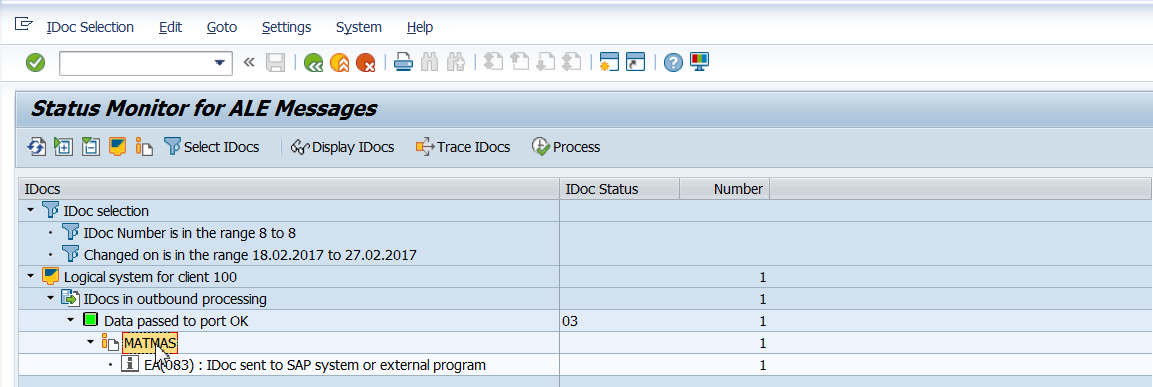 IDoc Selection Edit Goto Settings System Help
Status Monitor for ALE Messages
Select IDocs Display IDocs Trace IDocs Process
IDocs IDoc Status Number
IDoc selection
IDoc Number is in the range 8 to 8
Changed on is in the range 18.02.2017 to 27.02.2017
Logical system for client 100 1
IDocs in outbound processing 1
Data passed to port OK 03 1
MATMAS 1
EA(083) : IDoc sent to SAP system or external program 1